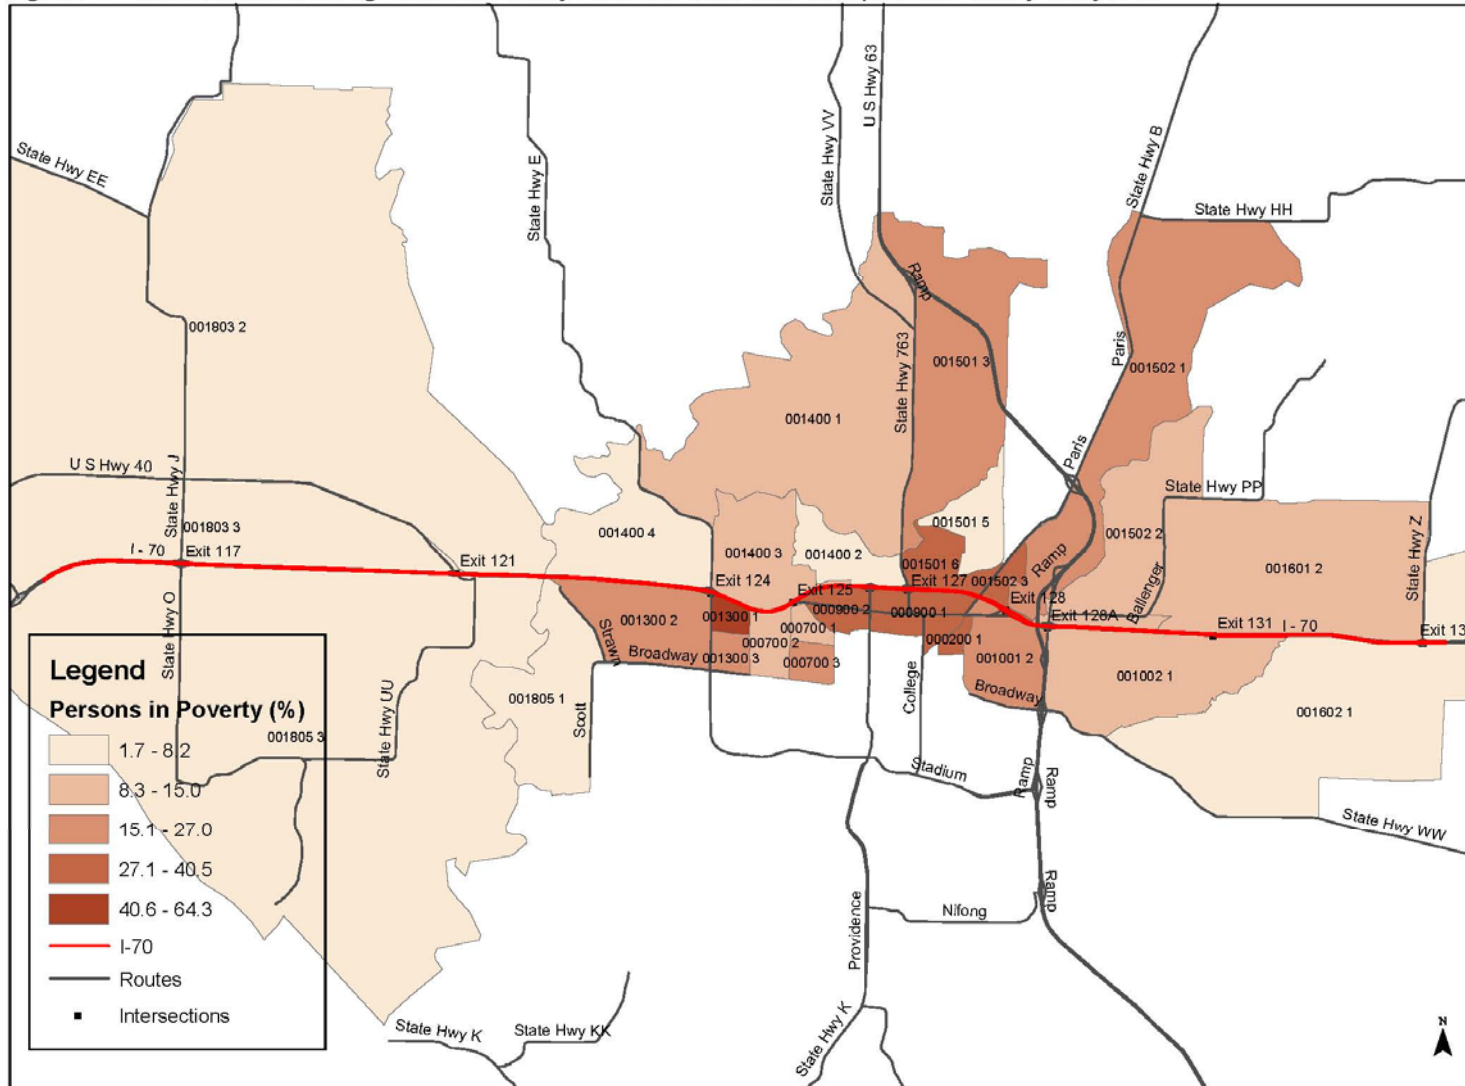 U S Hwy 63
State Hwy VV
State Hwy B
State Hwy E
State Hwy EE
State Hwy HH
Ramp
001803 2
State Hwy 763
001501 3
Paris
001502 1
001400 1
Paris
U S Hwy 40
State Hwy J
State Hwy PP
001803 3
001400 4
001501 5
001502 2
State Hwy Z
I - 70
Exit 117
Exit 121
001400 3
001400 2
001501 6
001502 3
Ramp
Ballenger
001601 2
Exit 124
Exit 125
Exit 127
Exit 128
State Hwy O
001300 2
001300 1
000900 2
000900 1
Exit 128A
Exit 131
I - 70
Exit 13
Strawn
Broadway
001300 3
000700 1
000700 2
000700 3
000200 1
001001 2
001002 1
Legend
Persons in Poverty (%)
1.7 - 8.2
8.3 - 15.0
15.1 - 27.0
27.1 - 40.5
40.6 - 64.3
I-70
Routes
Intersections
State Hwy UU
001805 1
Scott
College
Broadway
001602 1
001805 3
Stadium
Ramp
Ramp
State Hwy WW
Ramp
Nifong
Providence
State Hwy K
State Hwy KK
State Hwy K
N